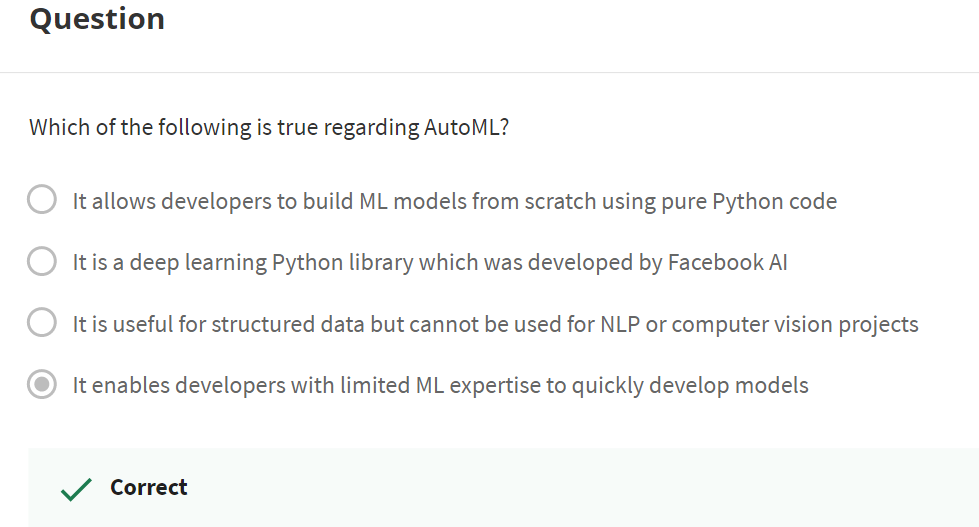 Question
Which of the following is true regarding AutoML?
It allows developers to build ML models from scratch using pure Python code
It is a deep learning Python library which was developed by Facebook AI
It is useful for structured data but cannot be used for NLP or computer vision projects
It enables developers with limited ML expertise to quickly develop models
Correct